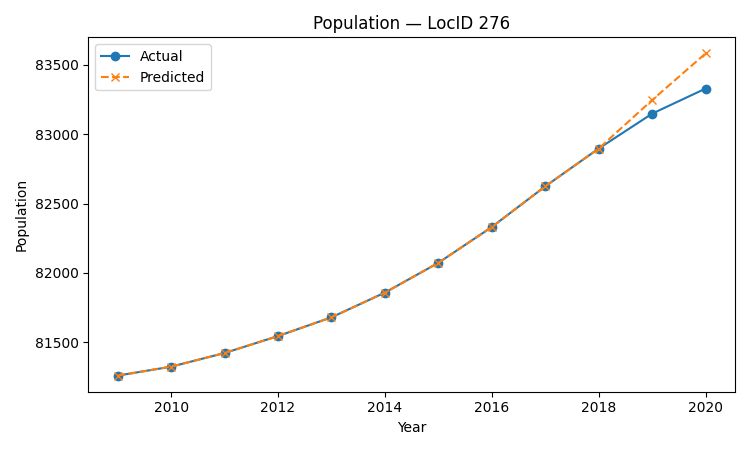 Population — LocID 276
Actual
Predicted
83500
83000
82500
82000
81500
Population
2010 2012 2014 2016 2018 2020
Year